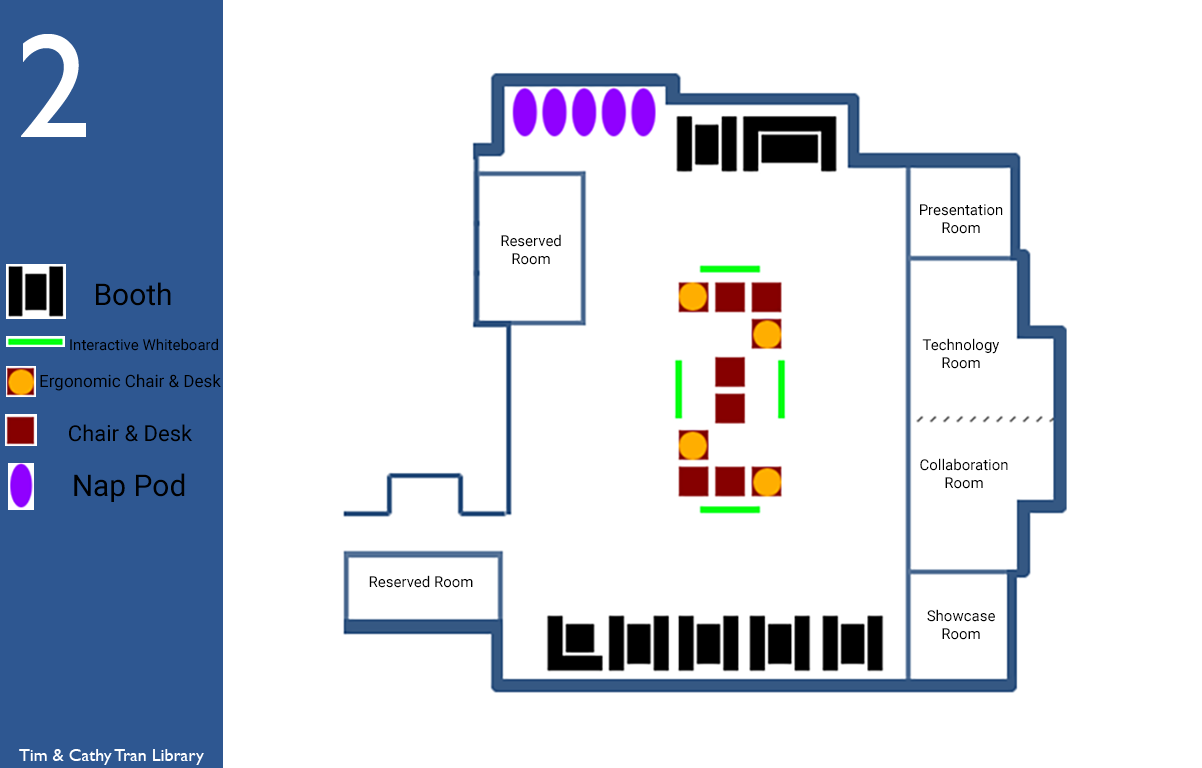 2
Booth
Interactive Whiteboard
Ergonomic Chair & Desk
Chair & Desk
Nap Pod
Tim & Cathy Tran Library
Reserved
Room
Presentation
Room
Technology
Room
Collaboration
Room
Reserved Room
Showcase
Room